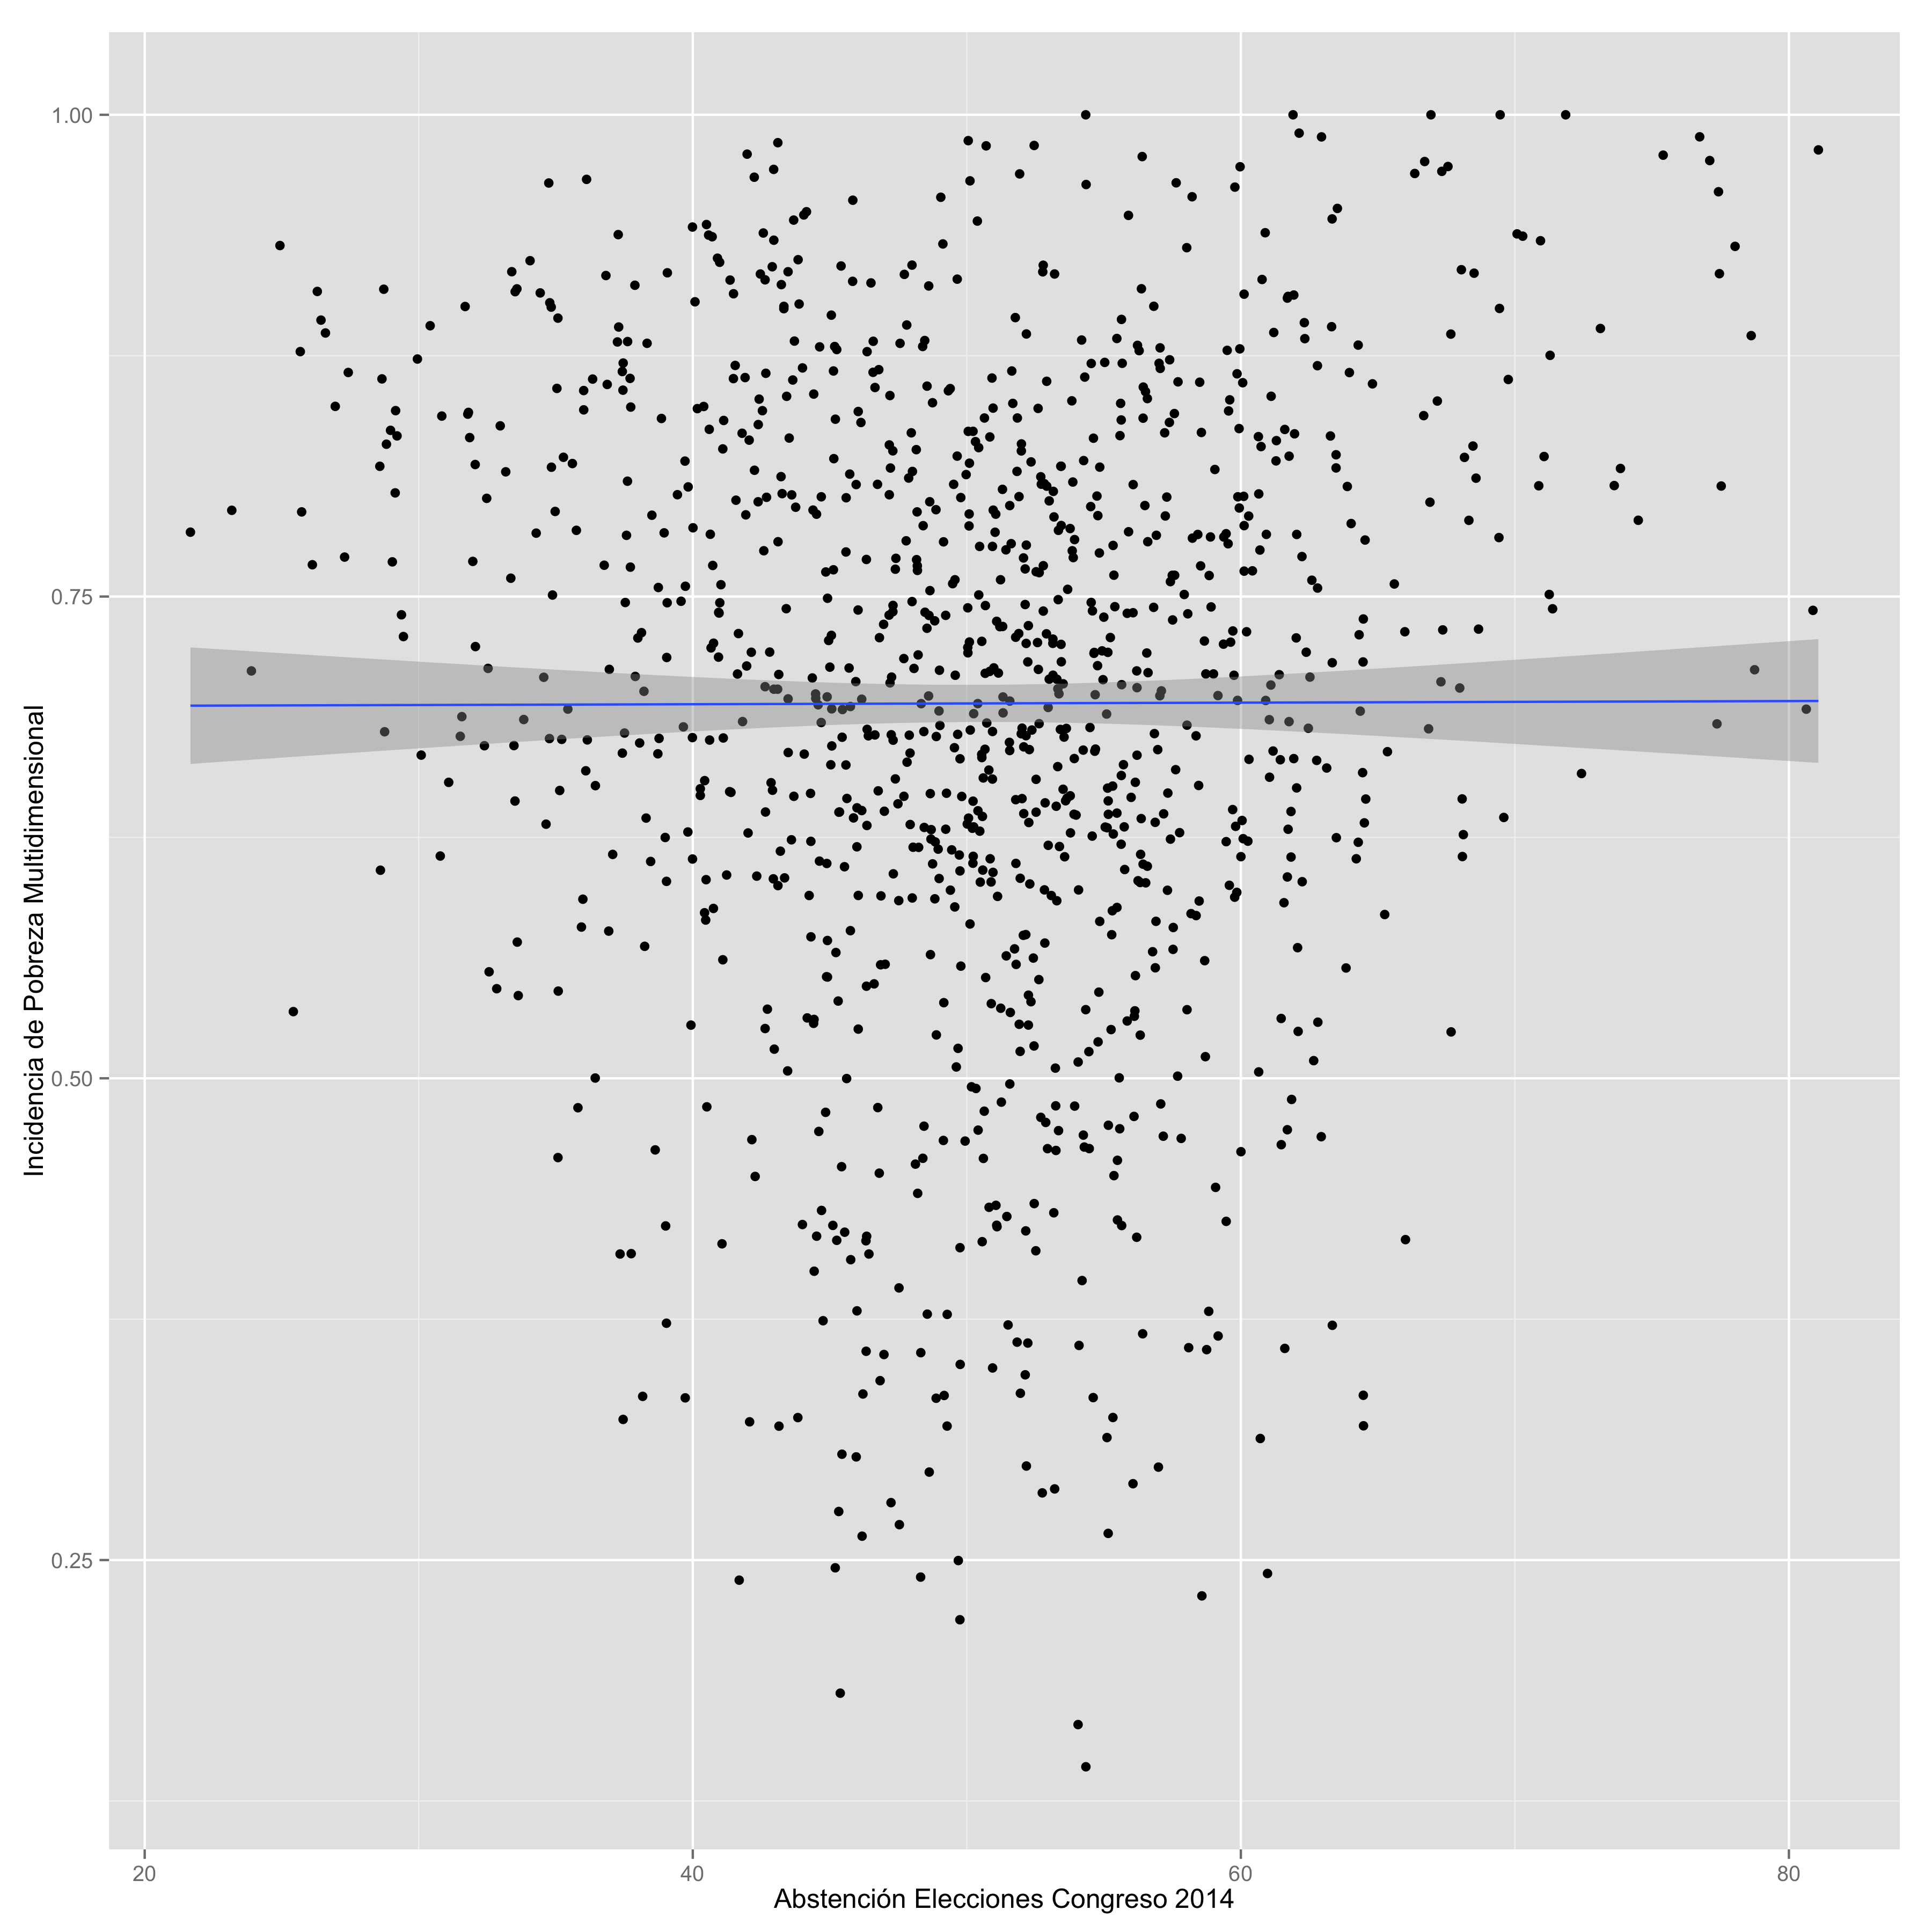 Incidencia de Pobreza Multidimensional
1.00
0.75
0.50
0.25
20 40 60 80
Abstención Elecciones Congreso 2014